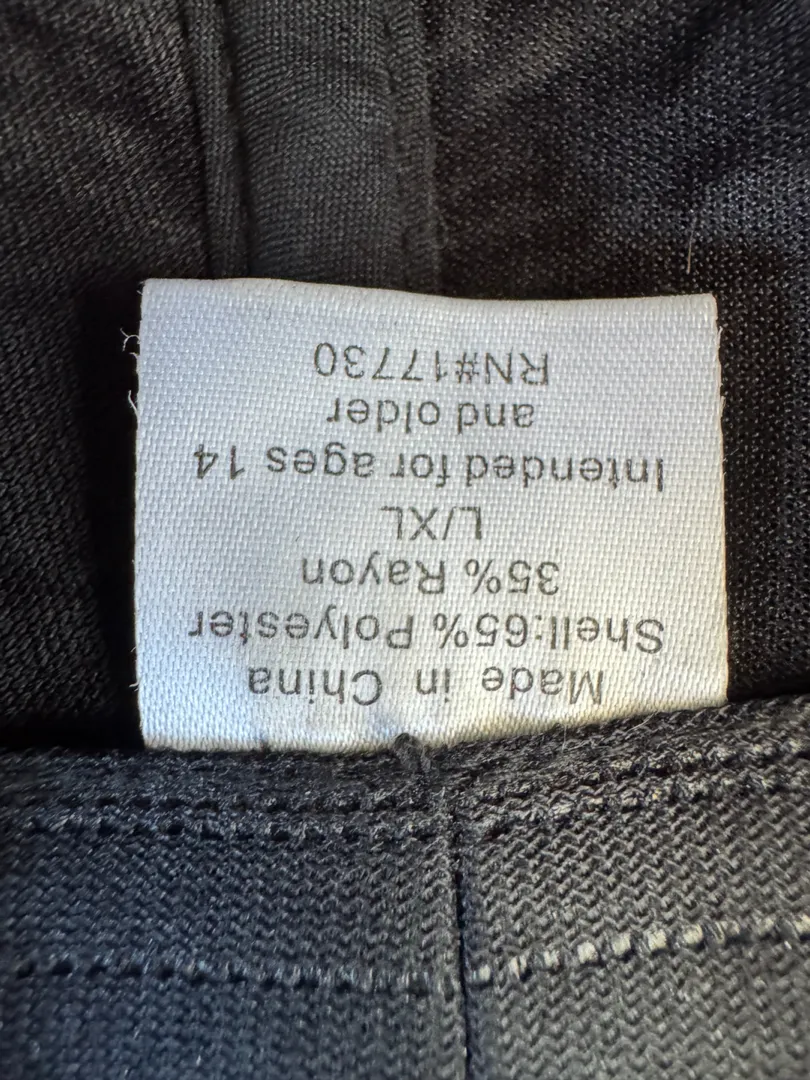 Made in China
Shell:65% Polyester
35% Rayon
L/XL
Intended for ages 14
and older
RN#17730